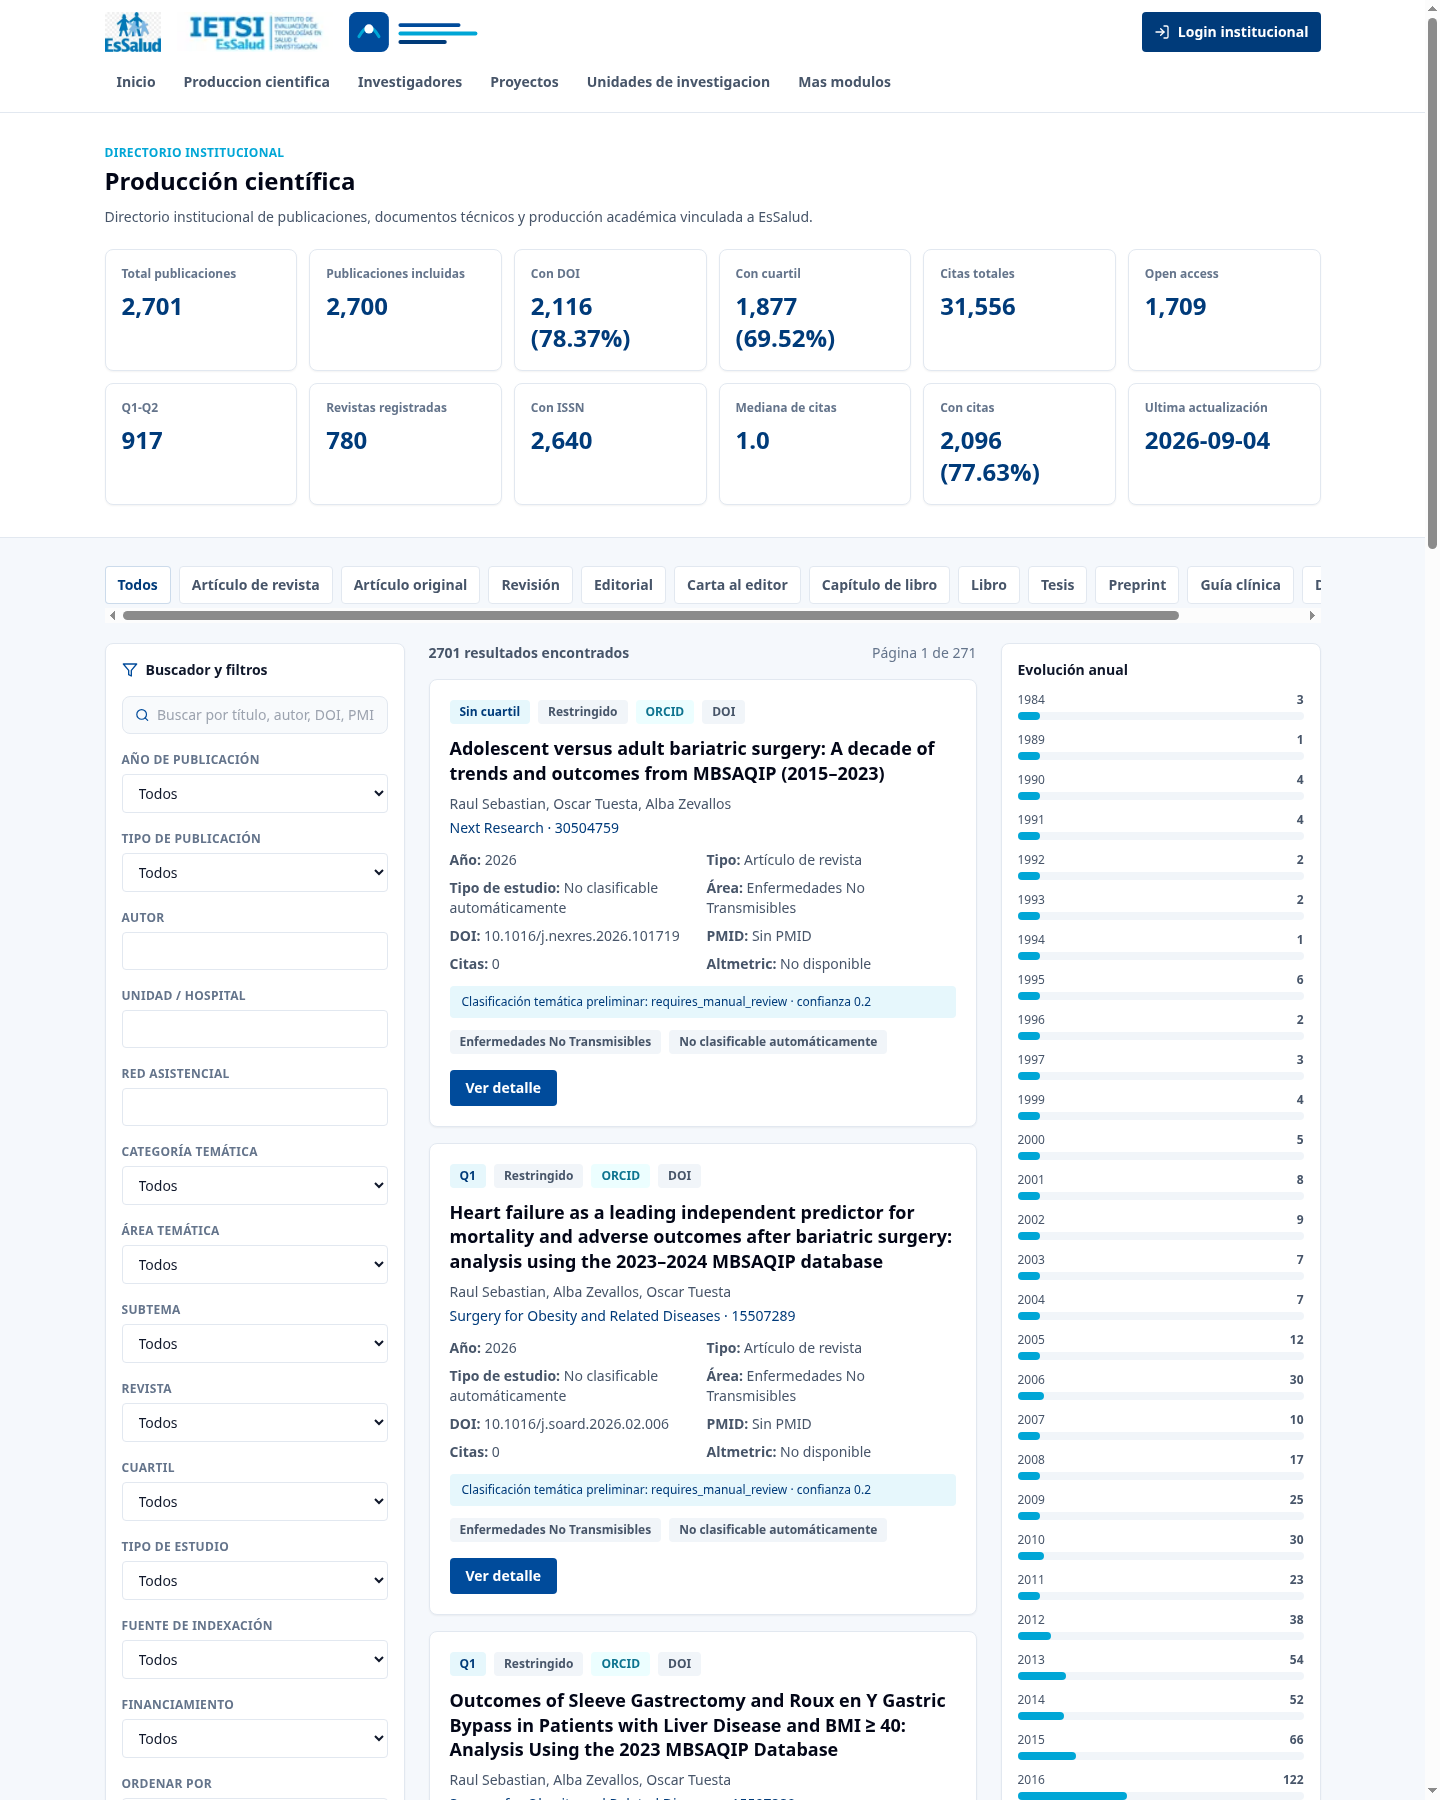 EsSalud
IETSI
EsSalud
INSTITUTO DE
EVALUACIÓN DE
TECNOLOGÍAS EN
SALUD E
INVESTIGACIÓN
Login institucional
Inicio
Produccion cientifica
Investigadores
Proyectos
Unidades de investigacion
Mas modulos
DIRECTORIO INSTITUCIONAL
Producción científica
Directorio institucional de publicaciones, documentos técnicos y producción académica vinculada a EsSalud.
Total publicaciones
2,701
Publicaciones incluidas
2,700
Con DOI
2,116
(78.37%)
Con cuartil
1,877
(69.52%)
Citas totales
31,556
Open access
1,709
Q1-Q2
917
Revistas registradas
780
Con ISSN
2,640
Mediana de citas
1.0
Con citas
2,096
(77.63%)
Ultima actualización
2026-09-04
Todos
Artículo de revista
Artículo original
Revisión
Editorial
Carta al editor
Capítulo de libro
Libro
Tesis
Preprint
Guía clínica
Buscador y filtros
Buscar por título, autor, DOI, PMI
AÑO DE PUBLICACIÓN
Todos
TIPO DE PUBLICACIÓN
Todos
AUTOR
UNIDAD / HOSPITAL
RED ASISTENCIAL
CATEGORÍA TEMÁTICA
Todos
ÁREA TEMÁTICA
Todos
SUBTEMA
Todos
REVISTA
Todos
CUARTIL
Todos
TIPO DE ESTUDIO
Todos
FUENTE DE INDEXACIÓN
Todos
FINANCIAMIENTO
Todos
ORDENAR POR
2701 resultados encontrados
Página 1 de 271
Sin cuartil
Restringido
ORCID
DOI
Adolescent versus adult bariatric surgery: A decade of
trends and outcomes from MBSAQIP (2015–2023)
Raul Sebastian, Oscar Tuesta, Alba Zevallos
Next Research · 30504759
Año: 2026
Tipo: Artículo de revista
Tipo de estudio: No clasificable
automáticamente
Área: Enfermedades No
Transmisibles
DOI: 10.1016/j.nexres.2026.101719
PMID: Sin PMID
Citas: 0
Altmetric: No disponible
Clasificación temática preliminar: requires_manual_review · confianza 0.2
Enfermedades No Transmisibles
No clasificable automáticamente
Ver detalle
Q1
Restringido
ORCID
DOI
Heart failure as a leading independent predictor for
mortality and adverse outcomes after bariatric surgery:
analysis using the 2023–2024 MBSAQIP database
Raul Sebastian, Alba Zevallos, Oscar Tuesta
Surgery for Obesity and Related Diseases · 15507289
Año: 2026
Tipo: Artículo de revista
Tipo de estudio: No clasificable
automáticamente
Área: Enfermedades No
Transmisibles
DOI: 10.1016/j.soard.2026.02.006
PMID: Sin PMID
Citas: 0
Altmetric: No disponible
Clasificación temática preliminar: requires_manual_review · confianza 0.2
Enfermedades No Transmisibles
No clasificable automáticamente
Ver detalle
Q1
Restringido
ORCID
DOI
Outcomes of Sleeve Gastrectomy and Roux en Y Gastric
Bypass in Patients with Liver Disease and BMI ≥ 40:
Analysis Using the 2023 MBSAQIP Database
Raul Sebastian, Alba Zevallos, Oscar Tuesta
Evolución anual
1984 3
1989 1
1990 4
1991 4
1992 2
1993 2
1994 1
1995 6
1996 2
1997 3
1999 4
2000 5
2001 8
2002 9
2003 7
2004 7
2005 12
2006 30
2007 10
2008 17
2009 25
2010 30
2011 23
2012 38
2013 54
2014 52
2015 66
2016 122